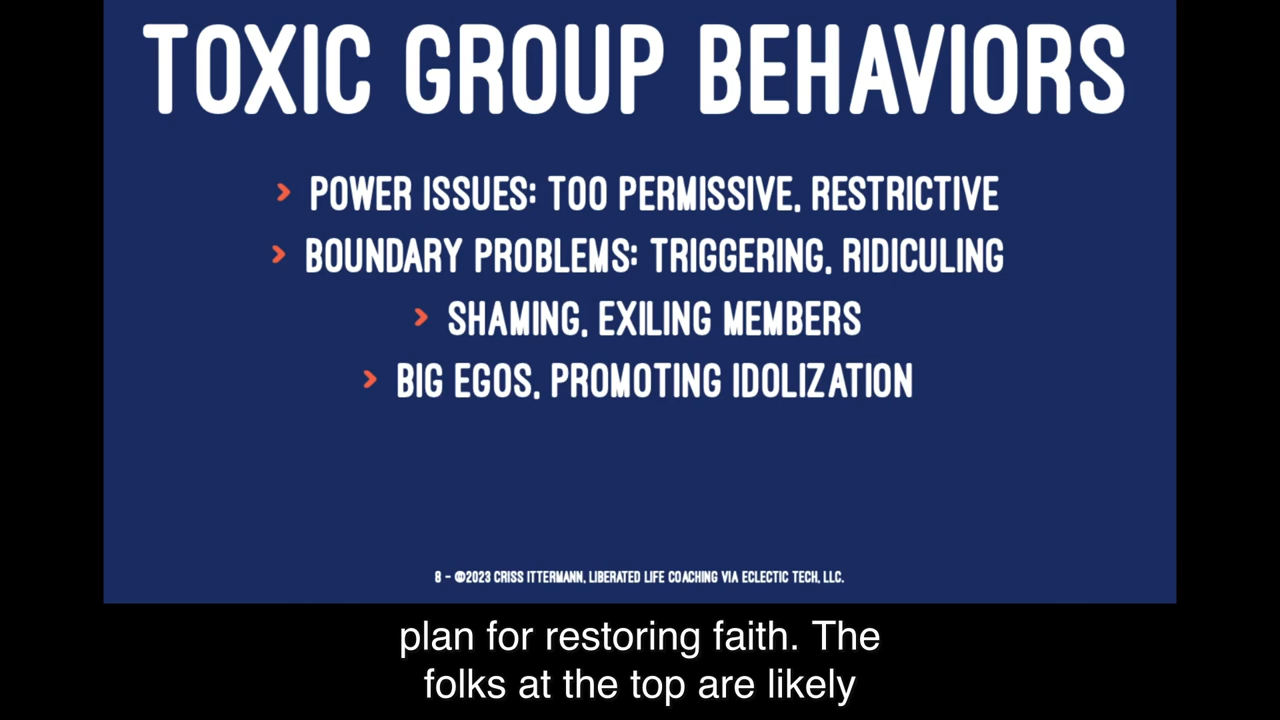 TOXIC GROUP BEHAVIORS
> POWER ISSUES: TOO PERMISSIVE, RESTRICTIVE
> BOUNDARY PROBLEMS: TRIGGERING, RIDICULING
> SHAMING, EXILING MEMBERS
> BIG EGOS, PROMOTING IDOLIZATION
8 - ©2023 CRISS ITTERMANN, LIBERATED LIFE COACHING VIA ECLECTIC TECH, LLC.
plan for restoring faith. The
folks at the top are likely